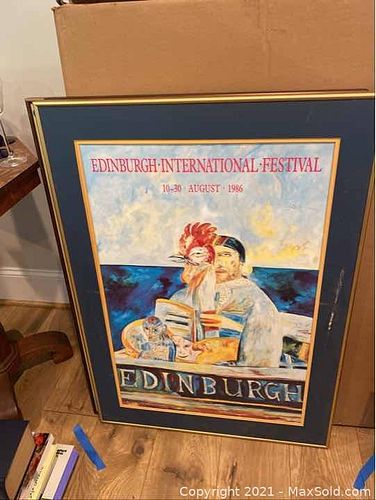 EDINBURGH·INTERNATIONAL·FESTIVAL
10-30 · AUGUST · 1986
EDINBURGH
Copyright © 2021 - MaxSold.com